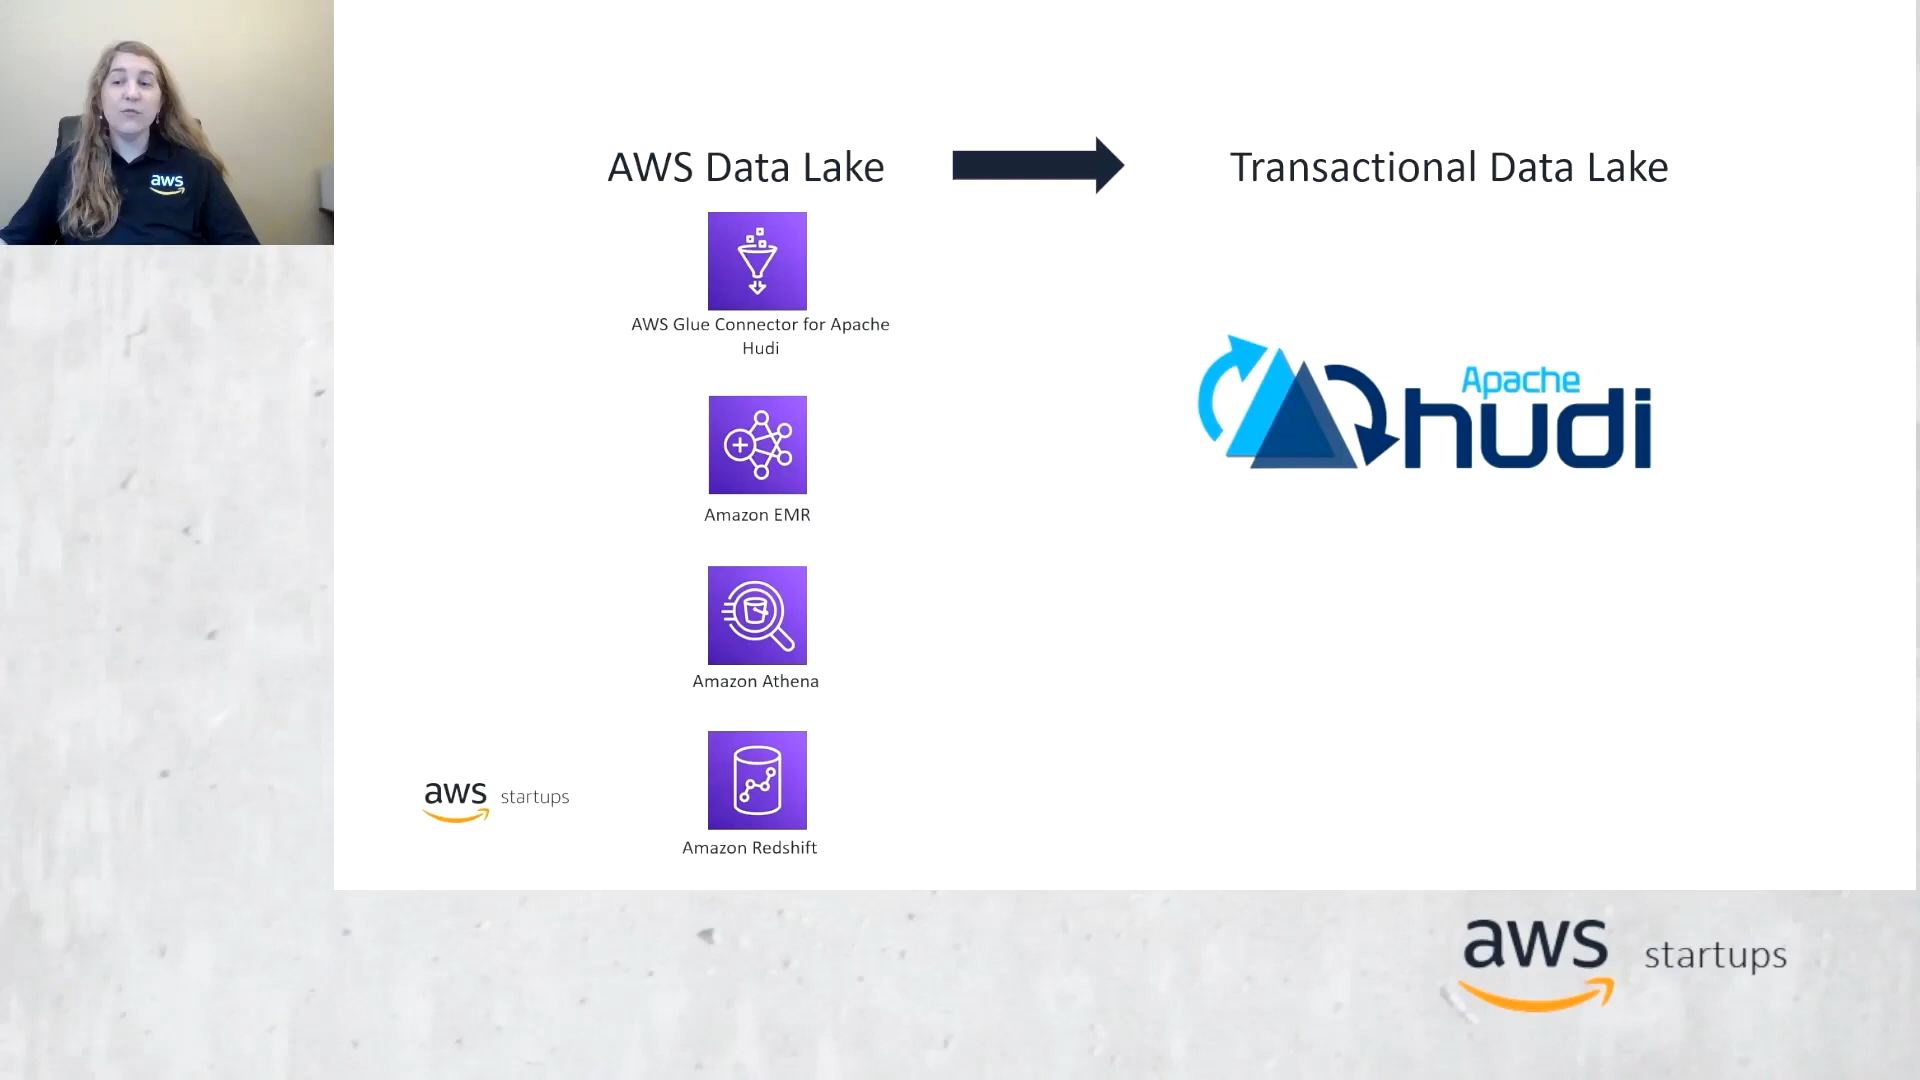 aws
AWS Data Lake
Transactional Data Lake
AWS Glue Connector for Apache
Hudi
Apache
hudi
Amazon EMR
Amazon Athena
aws startups
Amazon Redshift
aws startups